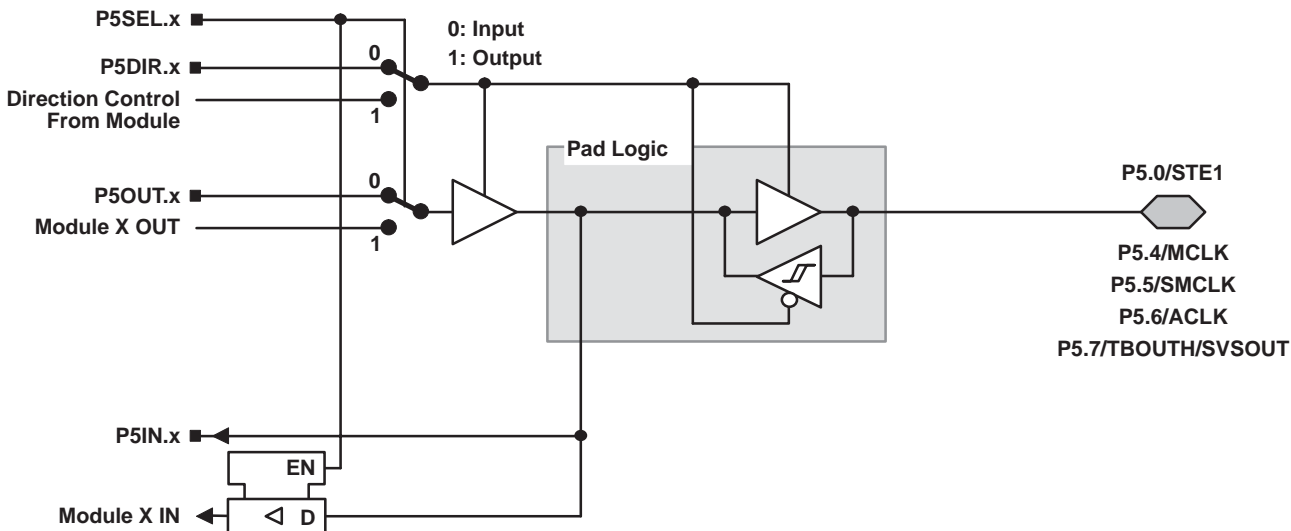 P5SEL.x
0: Input
1: Output
P5DIR.x
0
Direction Control
From Module
1
Pad Logic
P5OUT.x
0
Module X OUT
1
P5.0/STE1
P5.4/MCLK
P5.5/SMCLK
P5.6/ACLK
P5.7/TBOUTH/SVSOUT
P5IN.x
EN
Module X IN
D